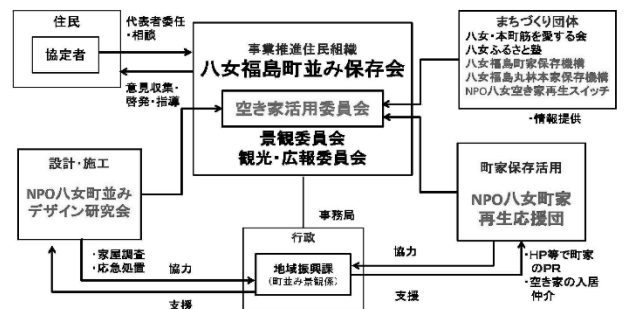 住民
協定者
代表者委任
・相談
意見収集・
啓発・指導
事業推進住民組織
八女福島町並み保存会
空き家活用委員会
景観委員会
観光・広報委員会
まちづくり団体
八女・本町筋を愛する会
八女ふるさと塾
八女福島町家保存機構
八女福島丸林本家保存機構
NPO八女空き家再生スイッチ
・情報提供
設計・施工
NPO八女町並み
デザイン研究会
町家保存活用
NPO八女町家
再生応援団
事務局
行政
地域振興課
(町並み景観係)
・家屋調査
・応急処置
協力
支援
協力
支援
・HP等で町家
のPR
・空き家の入居
仲介